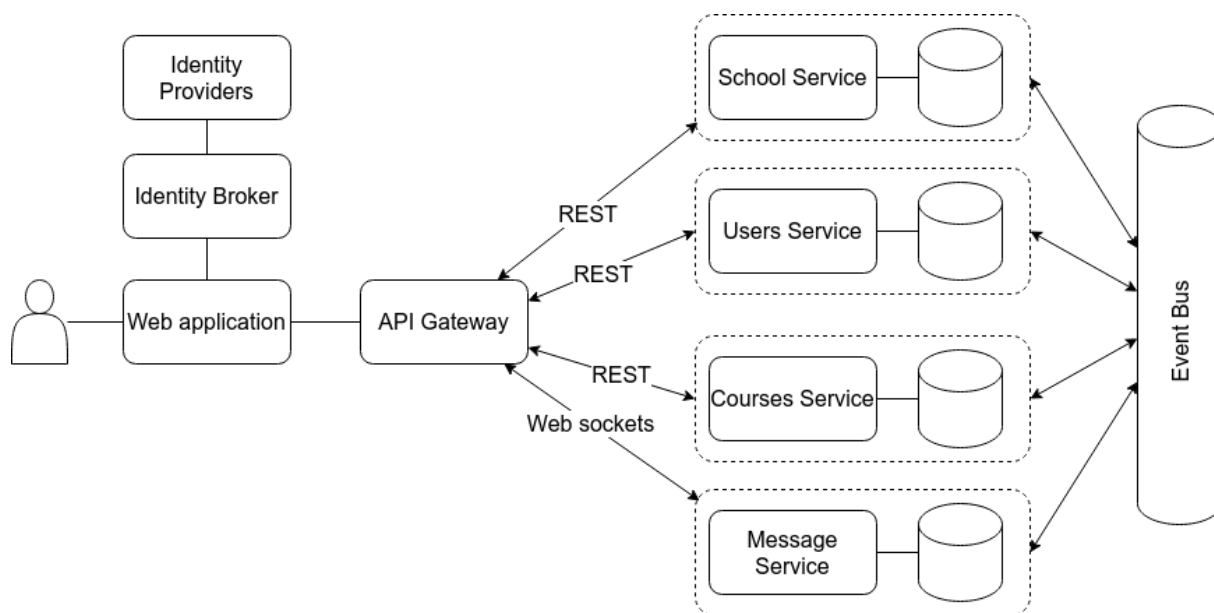 Identity
Providers
Identity Broker
Web application
API Gateway
REST
REST
REST
Web sockets
School Service
Users Service
Courses Service
Message
Service
Event Bus